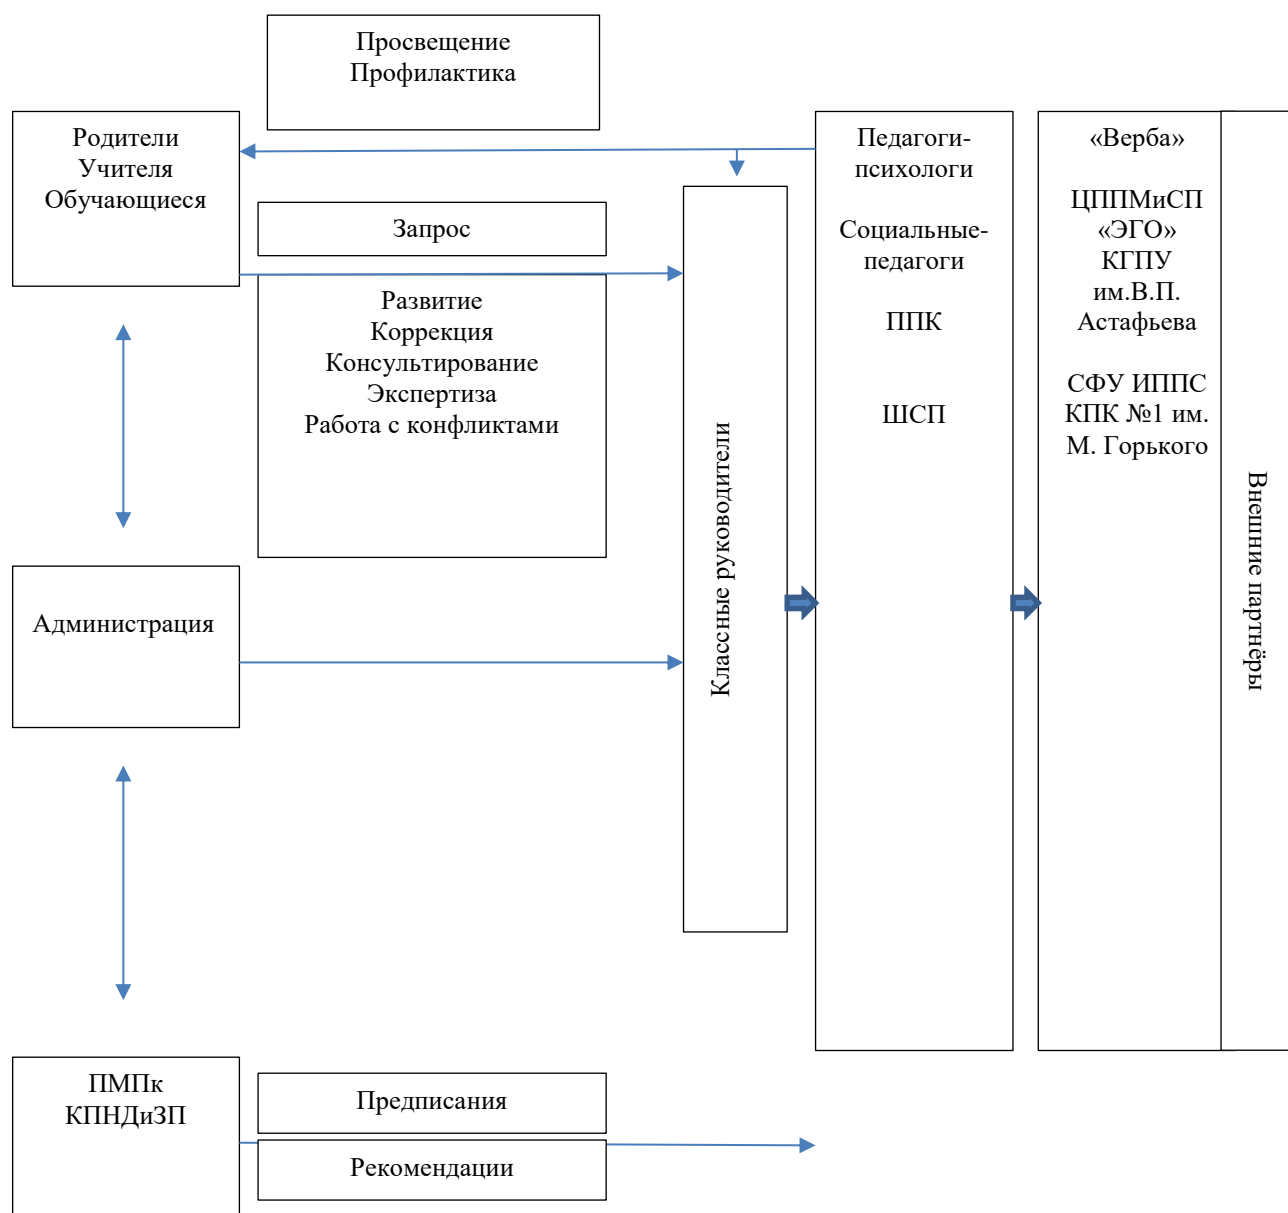 Просвещение
Профилактика
Родители
Учителя
Обучающиеся
Запрос
Развитие
Коррекция
Консультирование
Экспертиза
Работа с конфликтами
Администрация
ПМПк
КПНДиЗП
Предписания
Рекомендации
Классные руководители
Педагоги-
психологи
Социальные-
педагоги
ППК
ШСП
«Верба»
ЦППМиСП
«ЭГО»
КГПУ
им.В.П.
Астафьева
СФУ ИППС
КПК №1 им.
М. Горького
Внешние партнёры